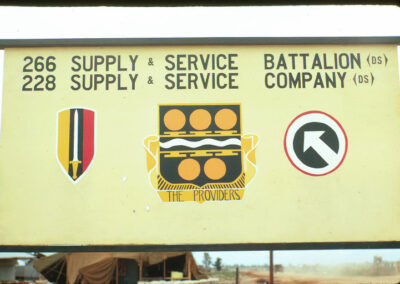 266 SUPPLY & SERVICE BATTALION (DS)
228 SUPPLY & SERVICE COMPANY (DS)
THE PROVIDERS